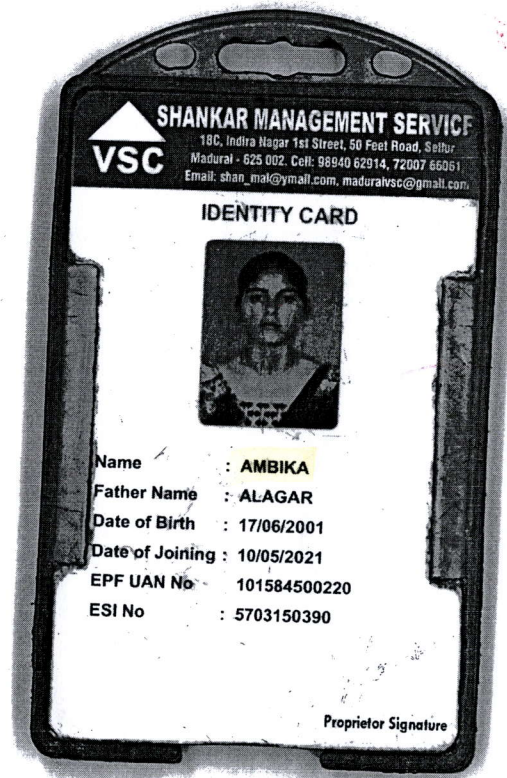 VSC
SHANKAR MANAGEMENT SERVICE
18C, Indira Nagar 1st Street, 50 Feet Road, Sellur
Madurai - 625 002. Cell: 98940 62914, 72007 66061
Email: shan_mal@ymail.com, maduraivsc@gmail.com
IDENTITY CARD
Name : AMBIKA
Father Name : ALAGAR
Date of Birth : 17/06/2001
Date of Joining : 10/05/2021
EPF UAN No 101584500220
ESI No : 5703150390
Proprietor Signature